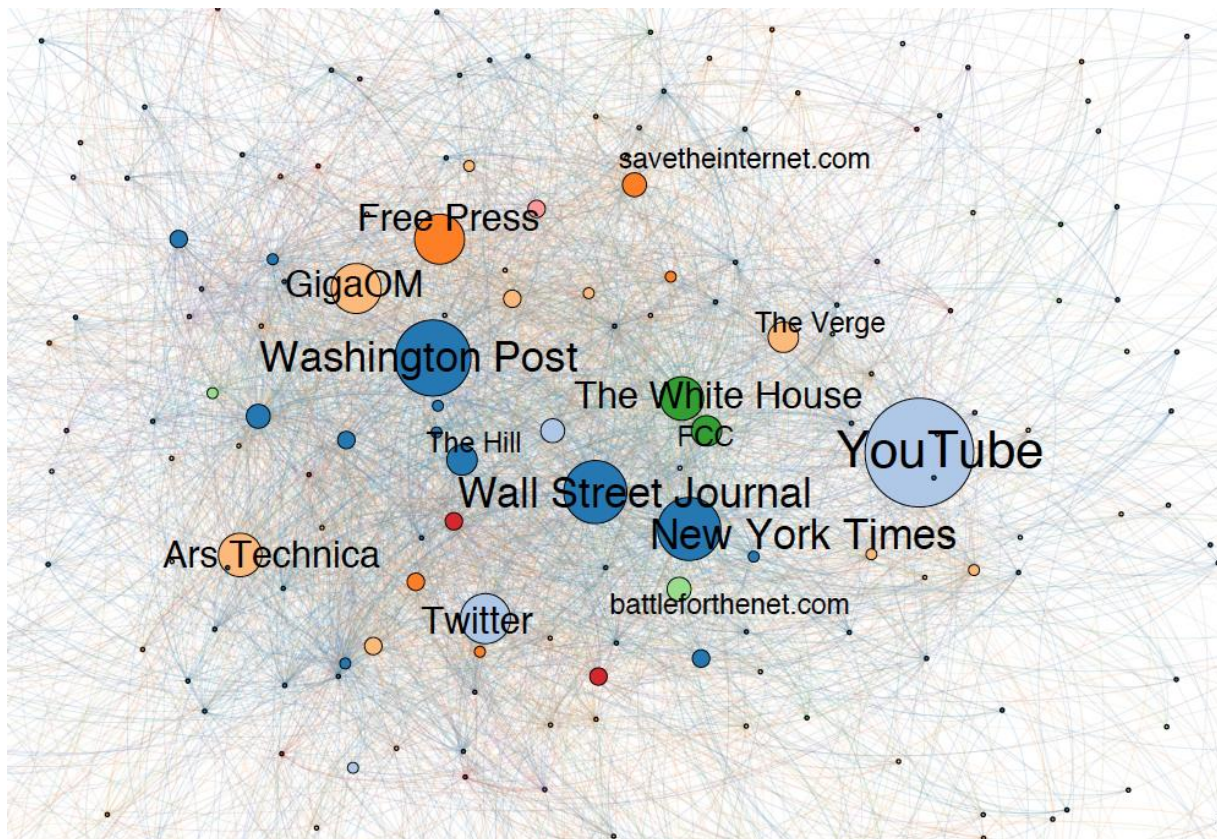 savetheinternet.com
Free Press
GigaOM
The Verge
Washington Post
The White House
FCC
The Hill
YouTube
Wall Street Journal
New York Times
Ars Technica
battleforthenet.com
Twitter